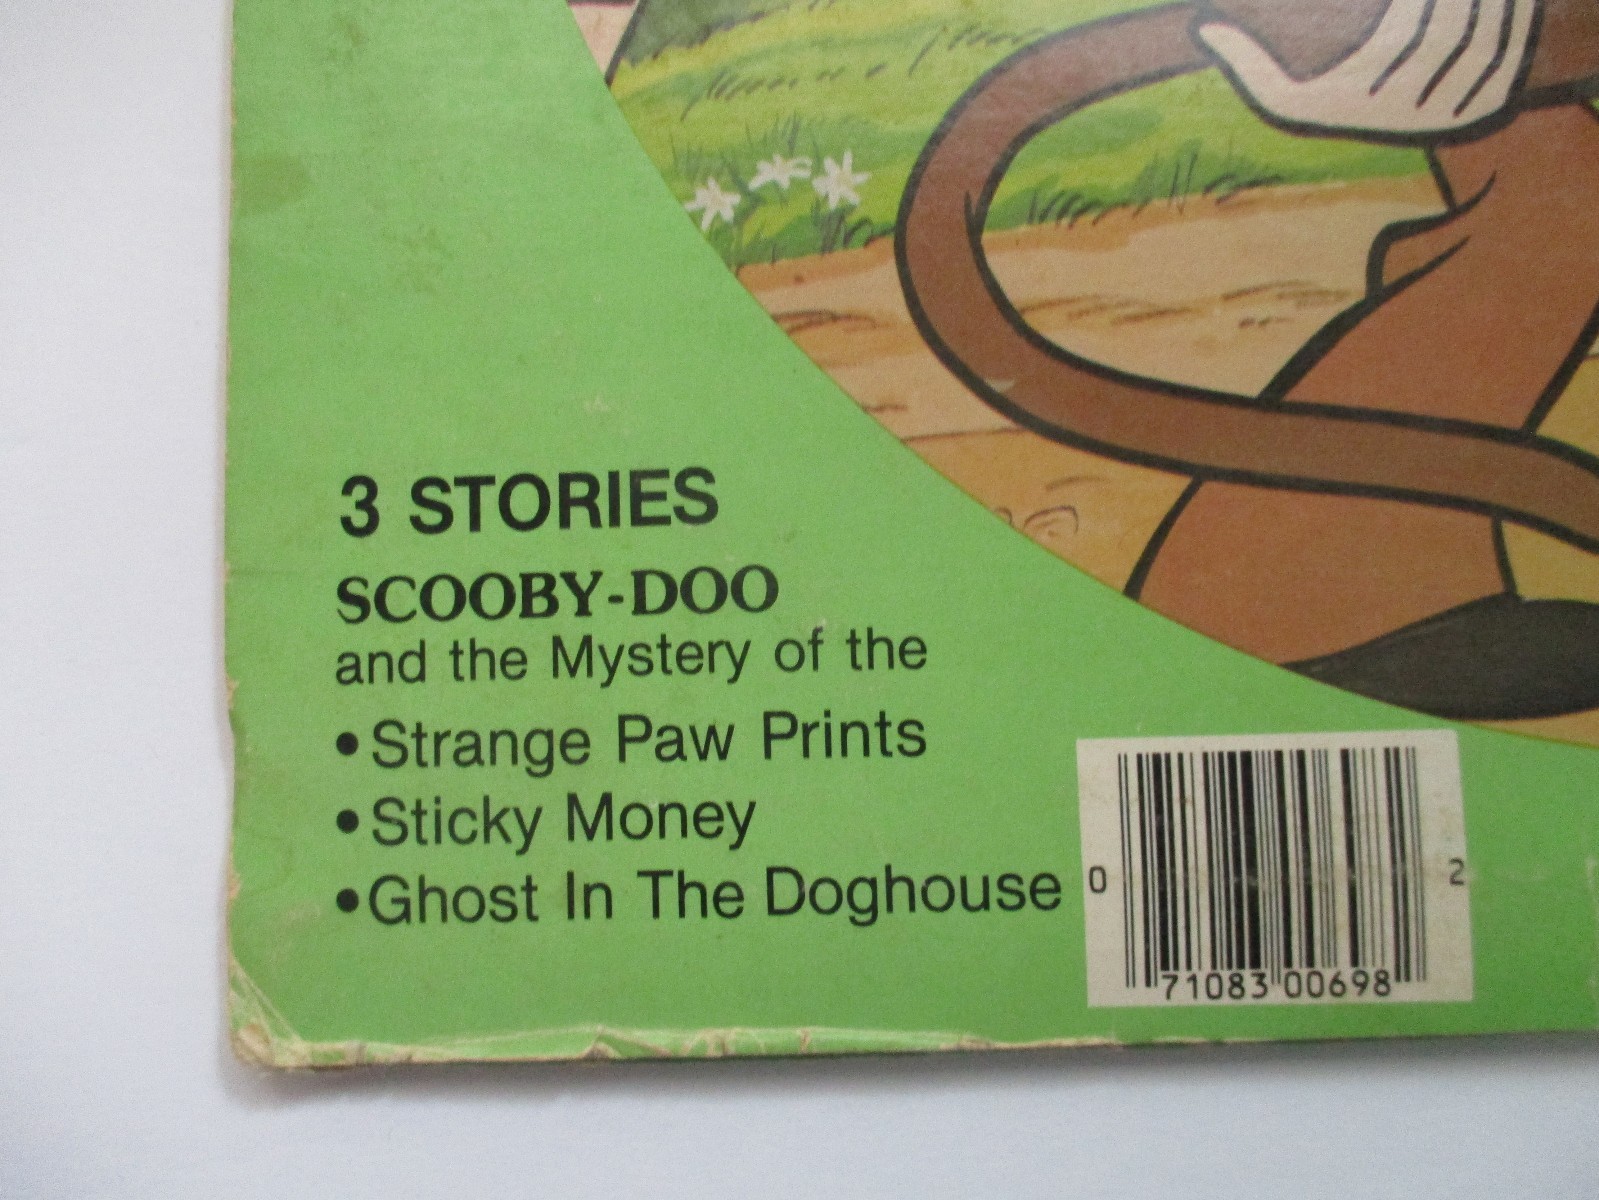 3 STORIES
SCOOBY-DOO
and the Mystery of the
• Strange Paw Prints
• Sticky Money
• Ghost In The Doghouse
0 71083 00698 2